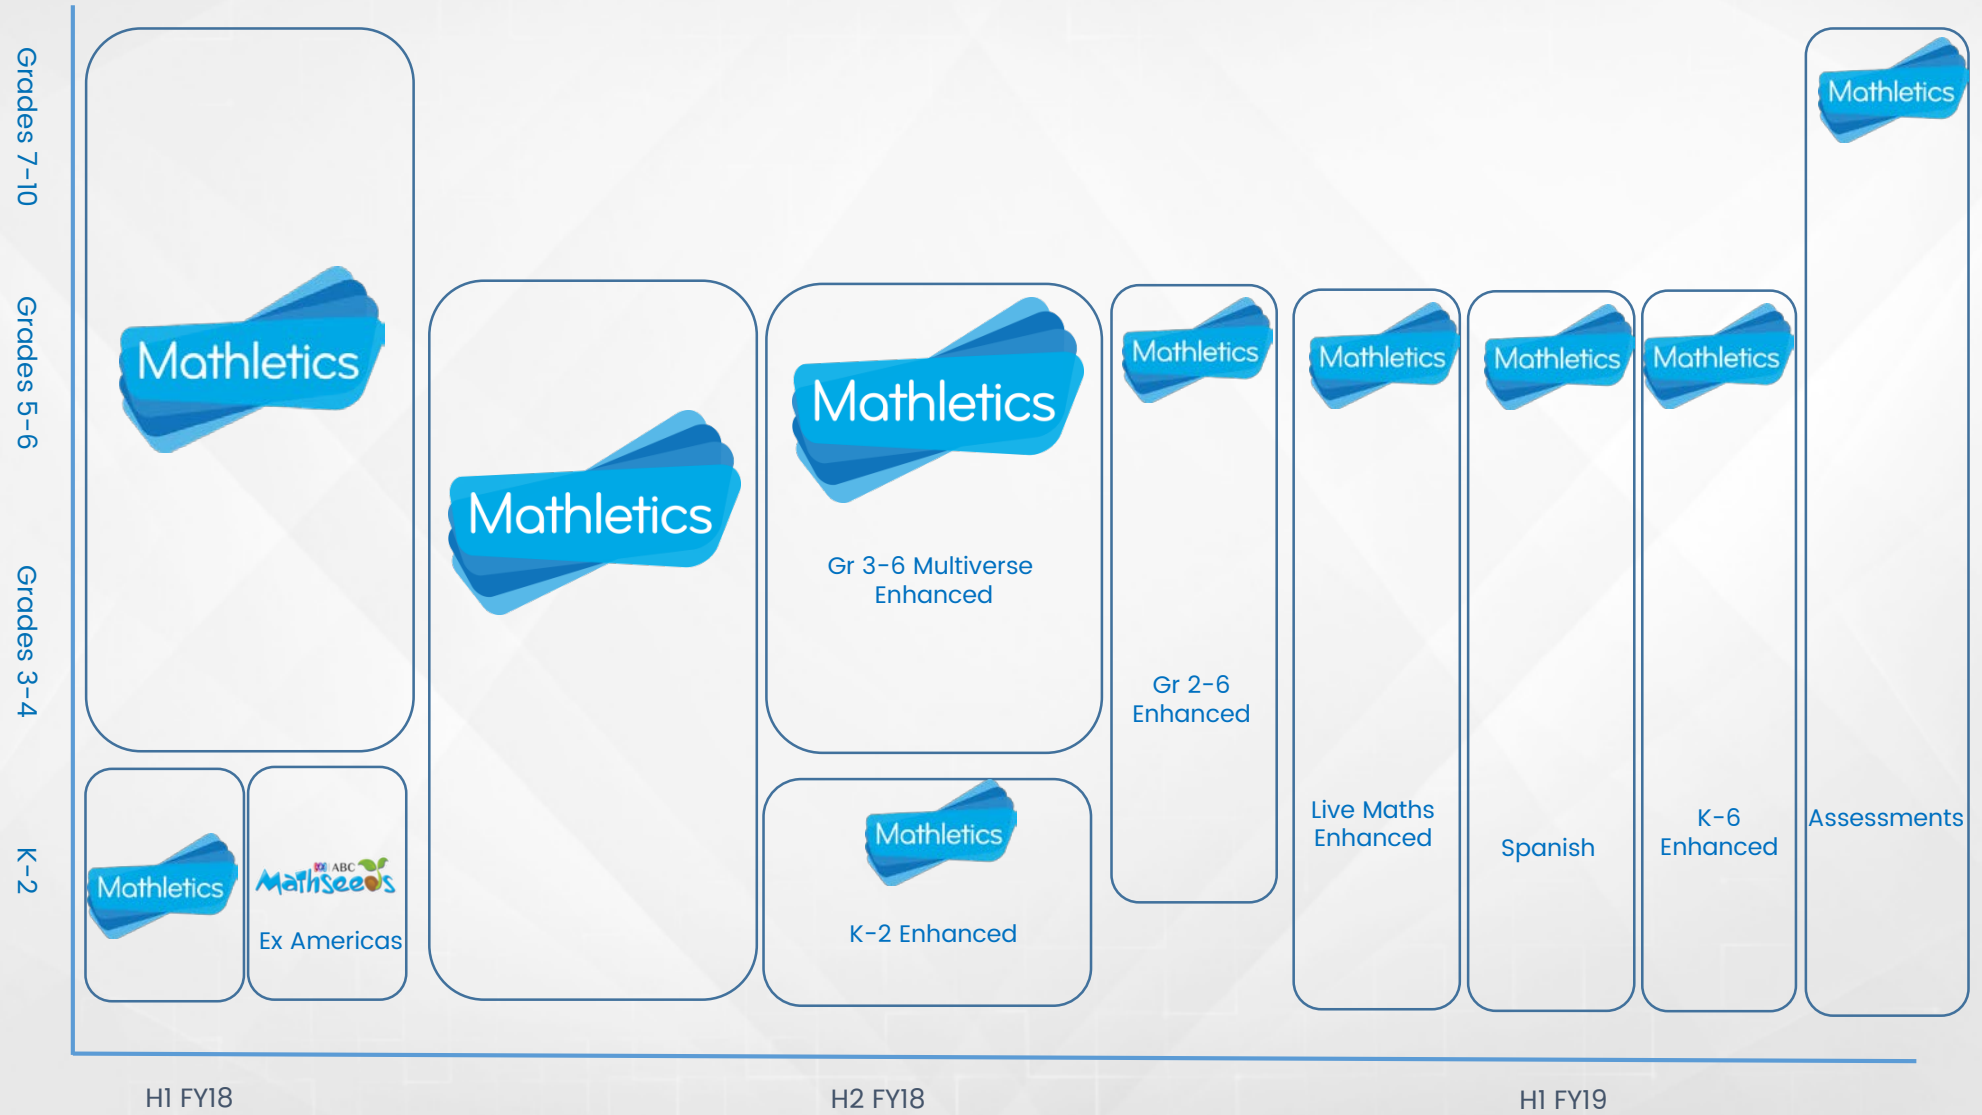 Grades 7-10
Grades 5-6
Grades 3-4
K-2
Mathletics
Mathletics
ABC
Mathseeds
Ex Americas
Mathletics
Mathletics
Gr 3-6 Multiverse
Enhanced
Mathletics
K-2 Enhanced
Mathletics
Gr 2-6
Enhanced
Mathletics
Live Maths
Enhanced
Mathletics
Spanish
Mathletics
K-6
Enhanced
Mathletics
Assessments
H1 FY18
H2 FY18
H1 FY19